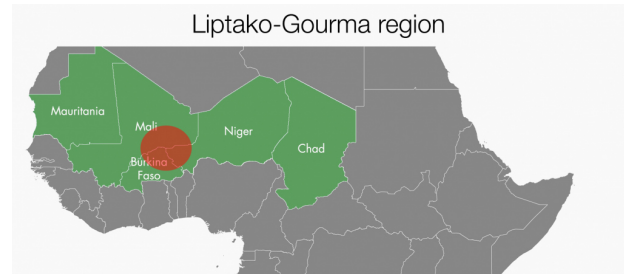 Liptako-Gourma region
Mauritania
Mali
Niger
Chad
Burkina
Faso